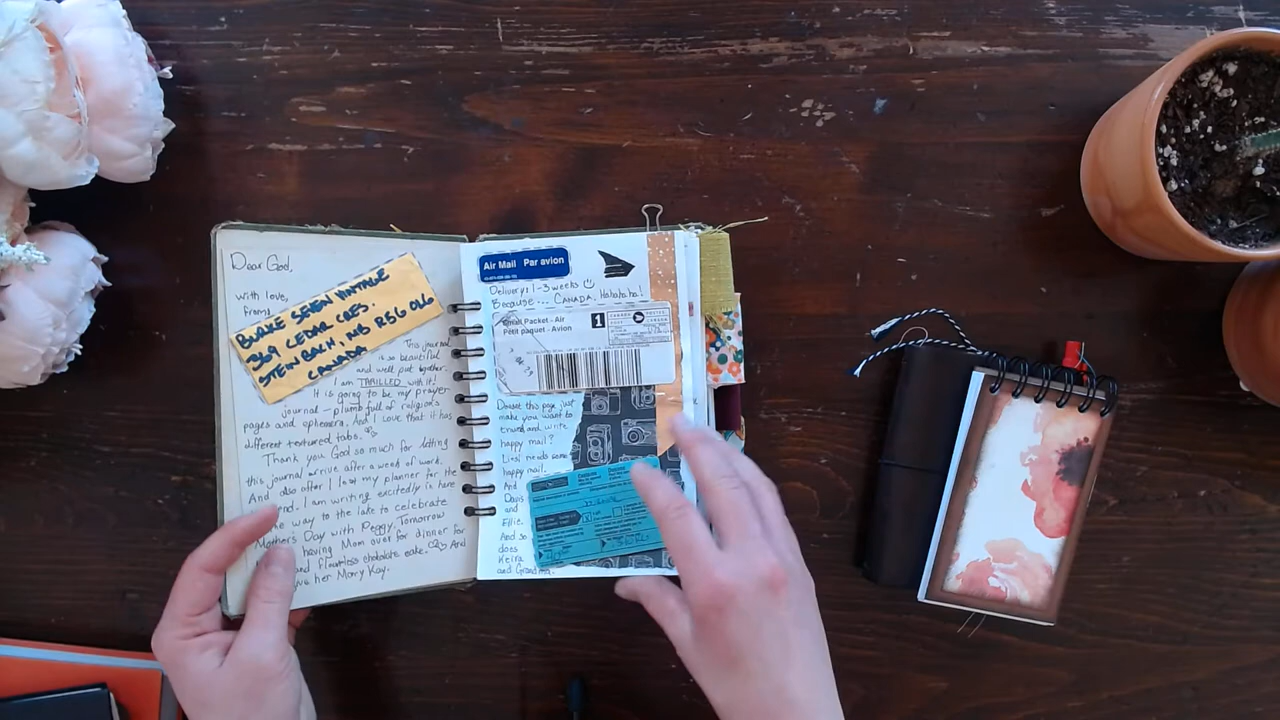 Dear God,
With love,
From,
BURKE SEVEN VINTAGE
369 CEDAR CRES.
STEINBACH, MB R5G 0L6
CANADA
This journal
is so beautiful
and well put together.
I am THRILLED with it!
It is going to be my prayer
journal - plumb full of religious
pages and ephemera. And I love that it has
different textured tabs.
Thank you God so much for letting
this journal arrive after a week of work.
And also after I lost my planner for the
I am writing excitedly in here
way to the lake to celebrate
Mother's Day with Peggy. Tomorrow
having Mom over for dinner for
and flourless chocolate cake. And
her Mary Kay.
Air Mail Par avion
Delivery: 1-3 weeks
Because... CANADA. Hahahaha!
Small Packet - Air
Petit paquet - Avion
1
Doesn't this page just
make you want to
and write
happy mail?
needs some
happy mail.
And
Davis
and
Ellie.
And so
does
Keira
and Grandma.